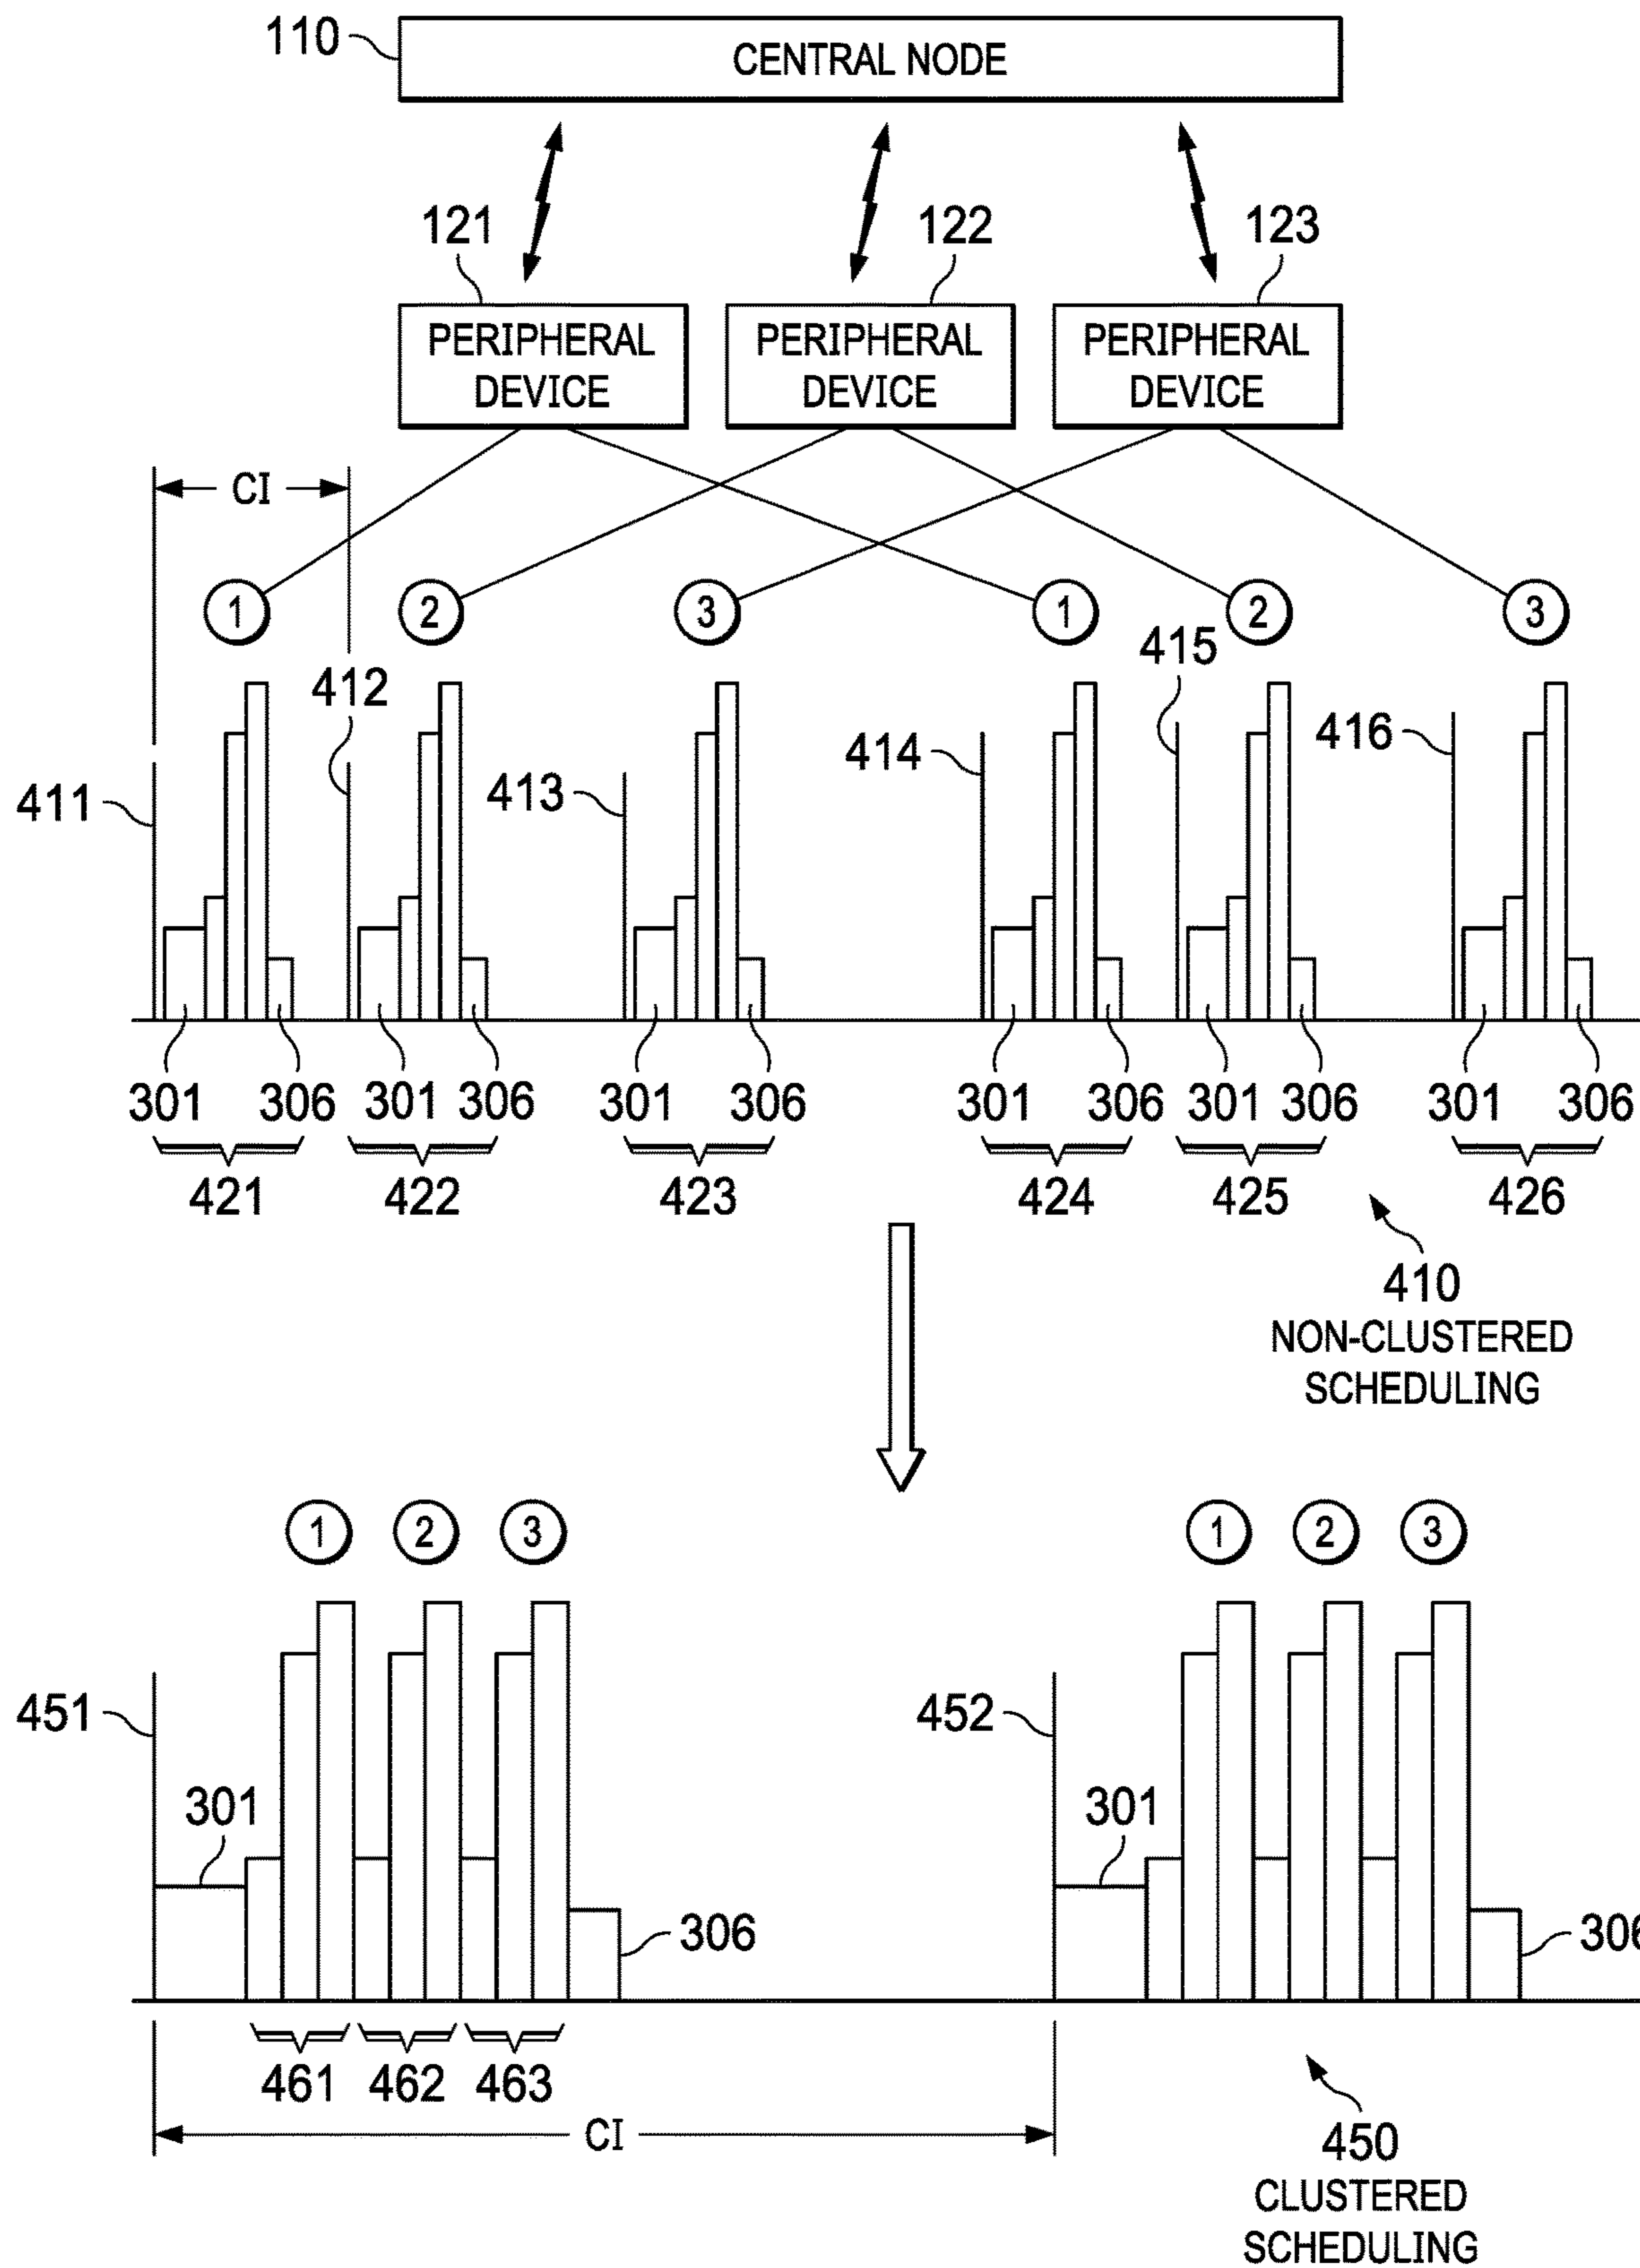 110
CENTRAL NODE
121 122 123
PERIPHERAL DEVICE
PERIPHERAL DEVICE
PERIPHERAL DEVICE
CI
1 2 3 1 2 3
411 412 413 414 415 416
301 306 301 306 301 306 301 306 301 306 301 306
421 422 423 424 425 426
410
NON-CLUSTERED
SCHEDULING
1 2 3 1 2 3
451 452
301 301
306 306
461 462 463
CI
450
CLUSTERED
SCHEDULING